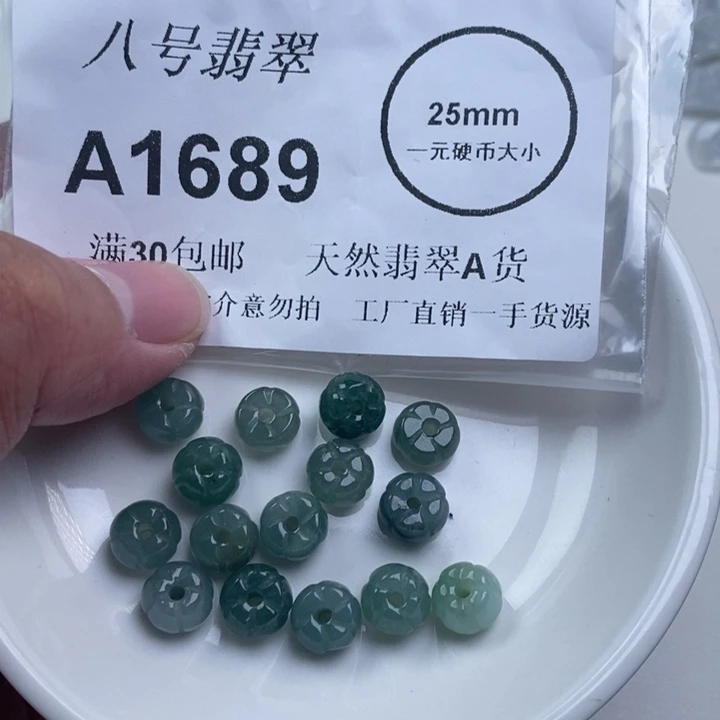 八号翡翠
25mm
一元硬币大小
A1689
满30包邮 天然翡翠A货
介意勿拍 工厂直销一手货源